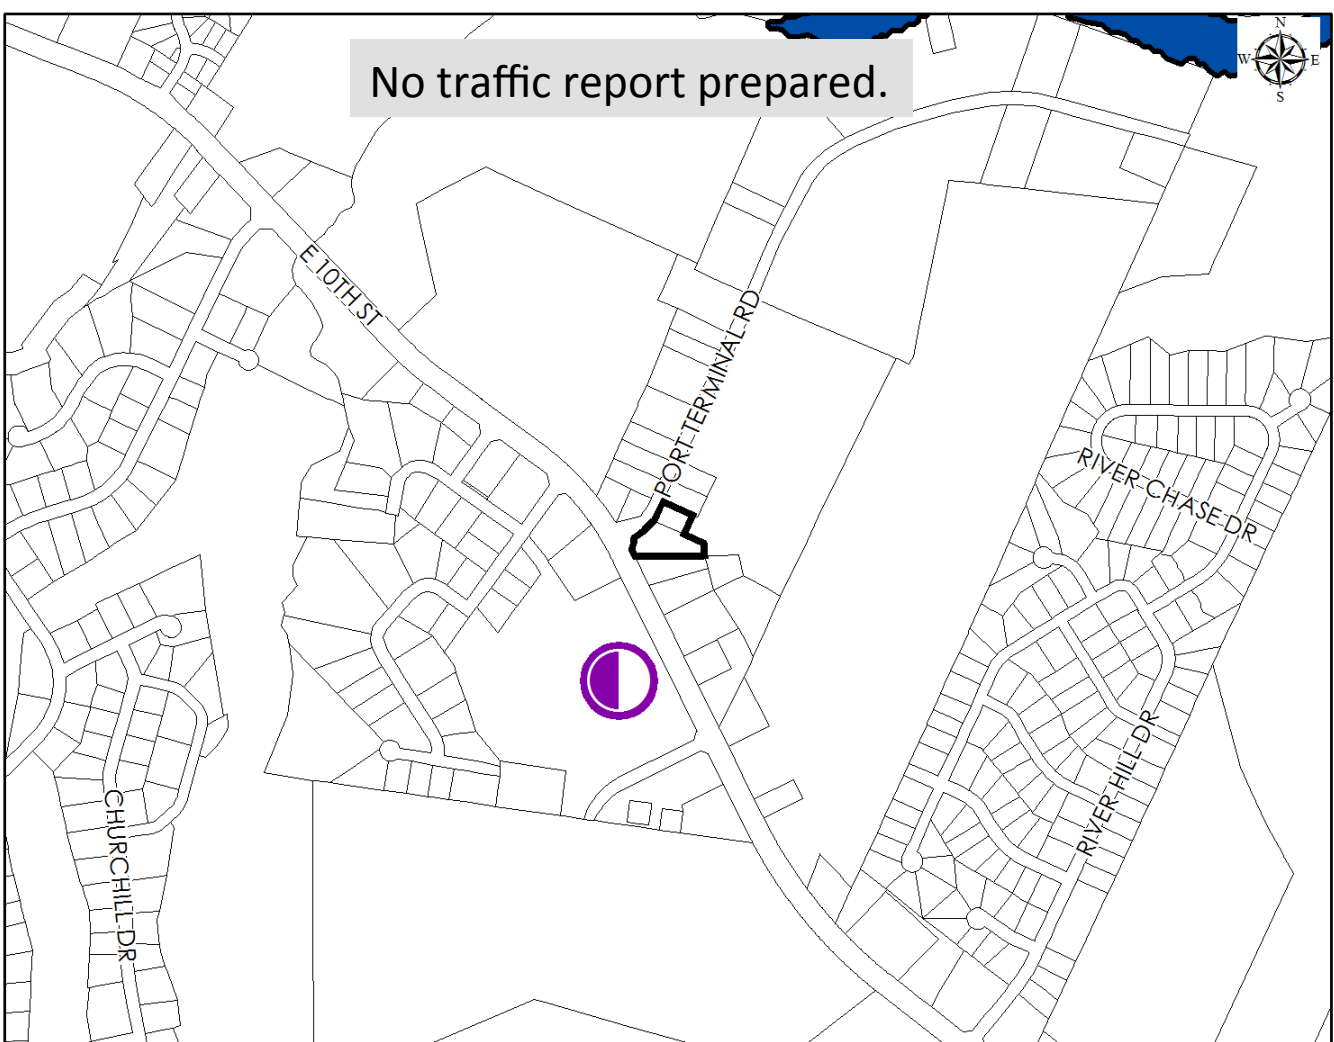 No traffic report prepared.
N
W E
S
E 10TH ST
PORT TERMINAL RD
RIVER CHASE DR
RIVER HILL DR
CHURCHILL DR